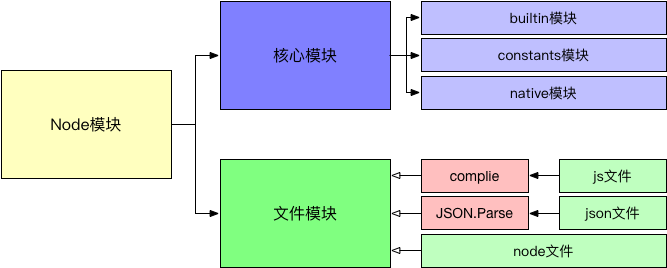 Node模块
核心模块
builtin模块
constants模块
native模块
文件模块
complie
js文件
JSON.Parse
json文件
node文件